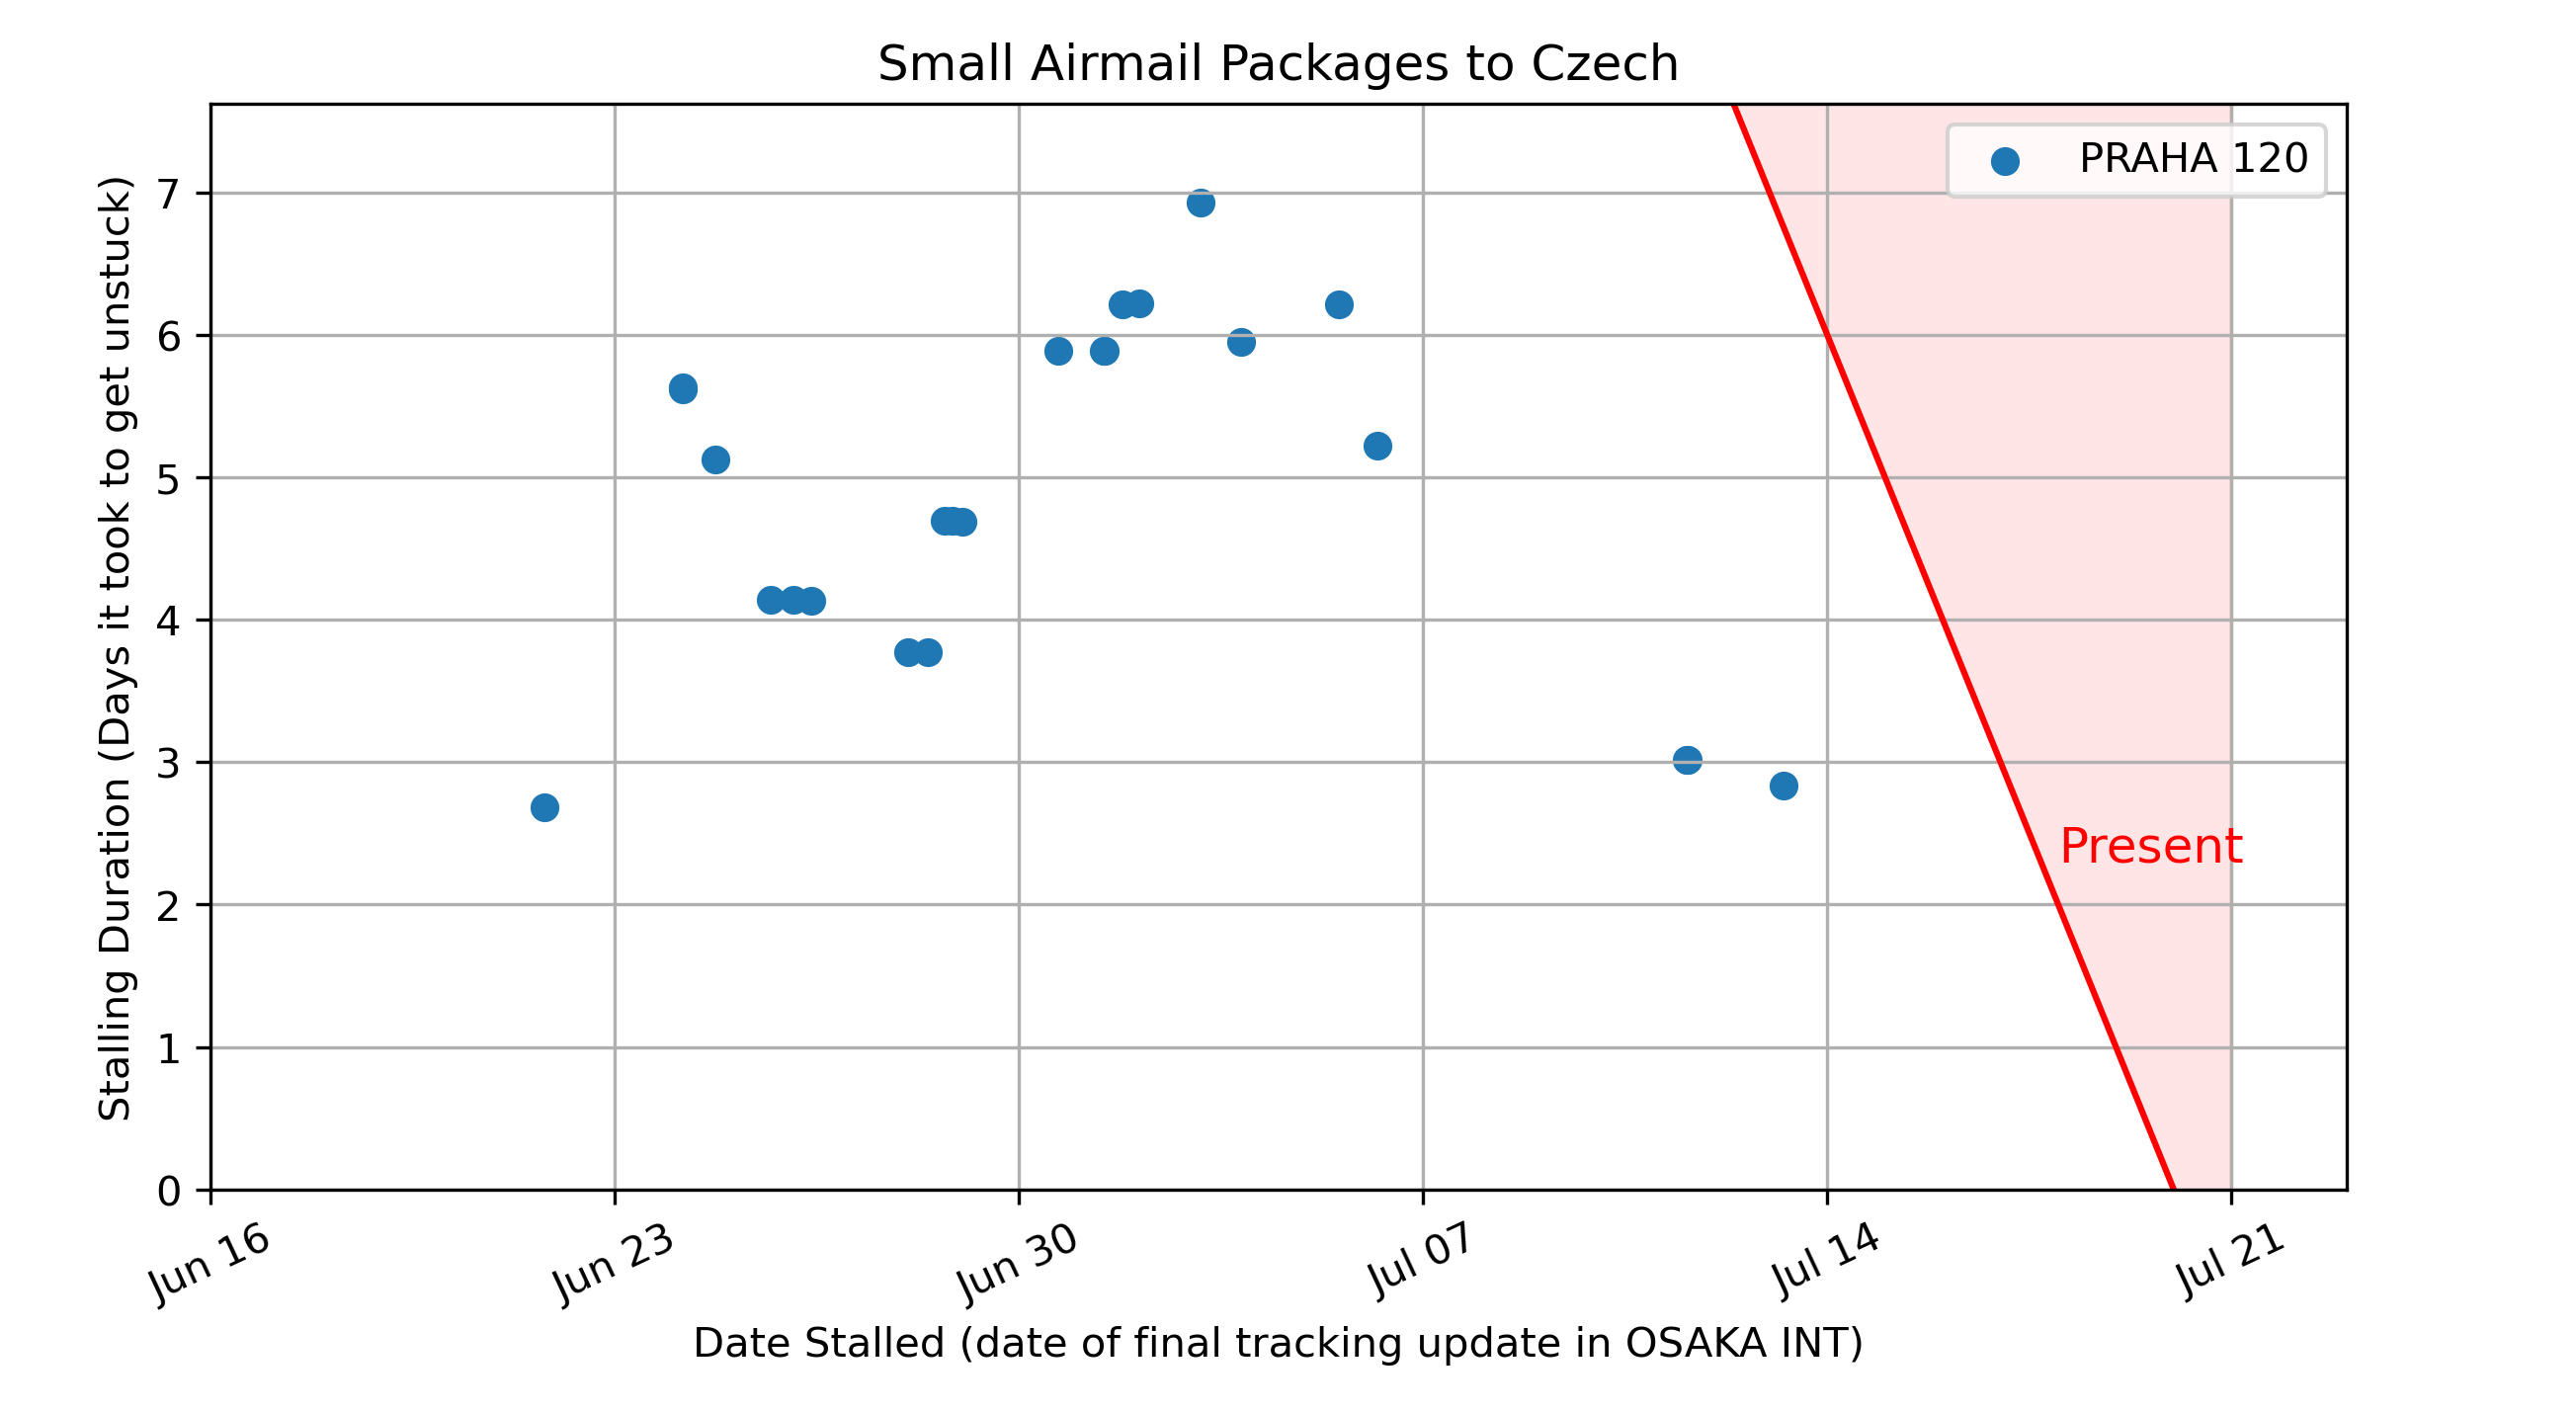 Small Airmail Packages to Czech
PRAHA 120
Stalling Duration (Days it took to get unstuck)
7
6
5
4
3
2
1
0
Present
Jun 16
Jun 23
Jun 30
Jul 07
Jul 14
Jul 21
Date Stalled (date of final tracking update in OSAKA INT)